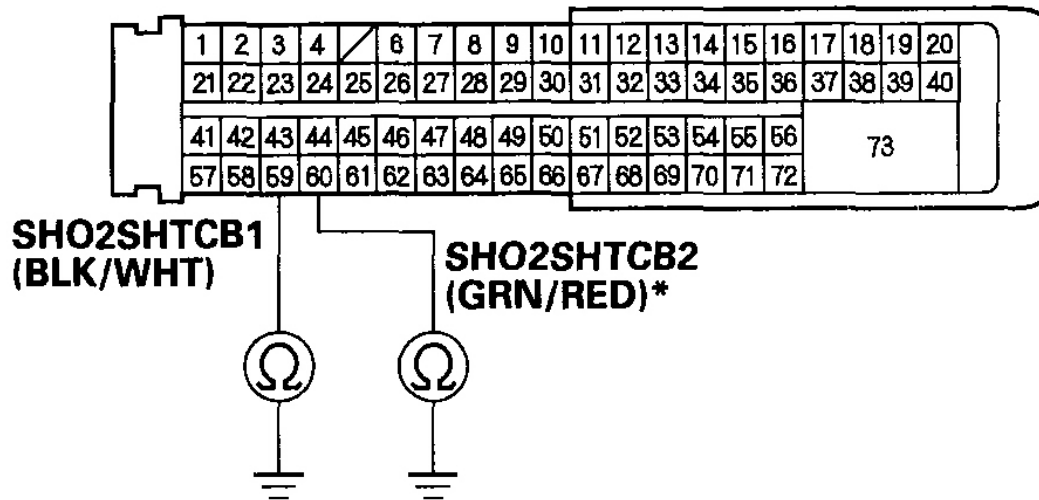 1 2 3 4 6 7 8 9 10 11 12 13 14 15 16 17 18 19 20
21 22 23 24 25 26 27 28 29 30 31 32 33 34 35 36 37 38 39 40
41 42 43 44 45 46 47 48 49 50 51 52 53 54 55 56
73
57 58 59 60 61 62 63 64 65 66 67 68 69 70 71 72
SHO2SHTCB1
(BLK/WHT)
SHO2SHTCB2
(GRN/RED)*
Ω Ω